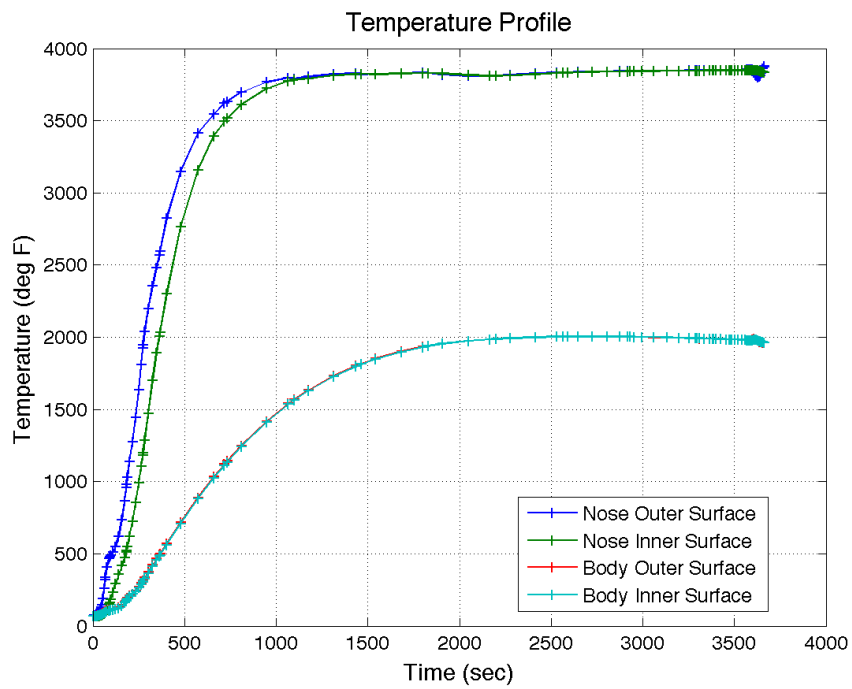 Temperature Profile
4000
3500
3000
2500
2000
1500
1000
500
0
Temperature (deg F)
Nose Outer Surface
Nose Inner Surface
Body Outer Surface
Body Inner Surface
0 500 1000 1500 2000 2500 3000 3500 4000
Time (sec)